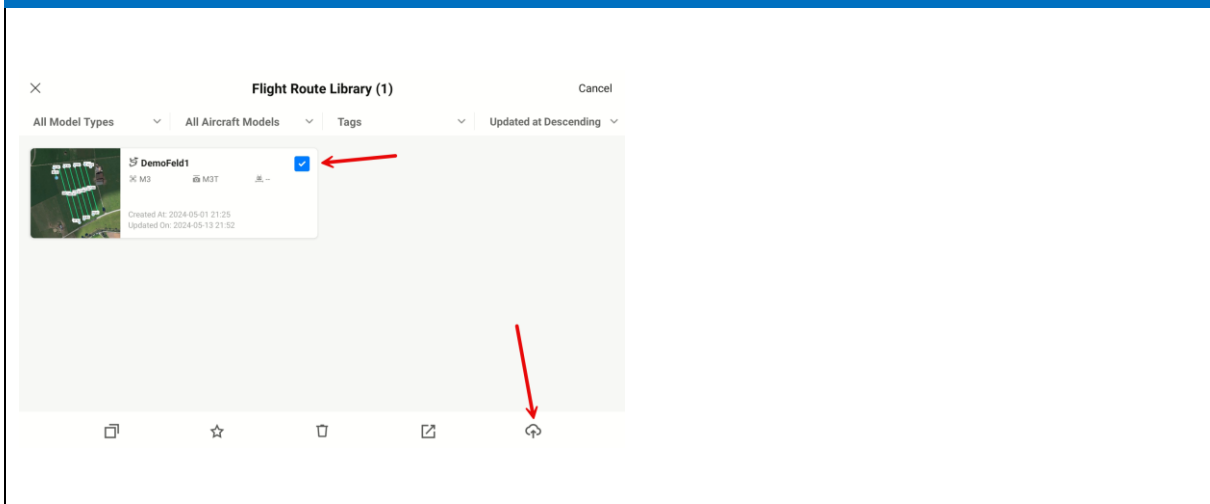 Flight Route Library (1)
Cancel
All Model Types
All Aircraft Models
Tags
Updated at Descending
DemoFeld1
M3
M3T
--
Created At: 2024-05-01 21:25
Updated On: 2024-05-13 21:52